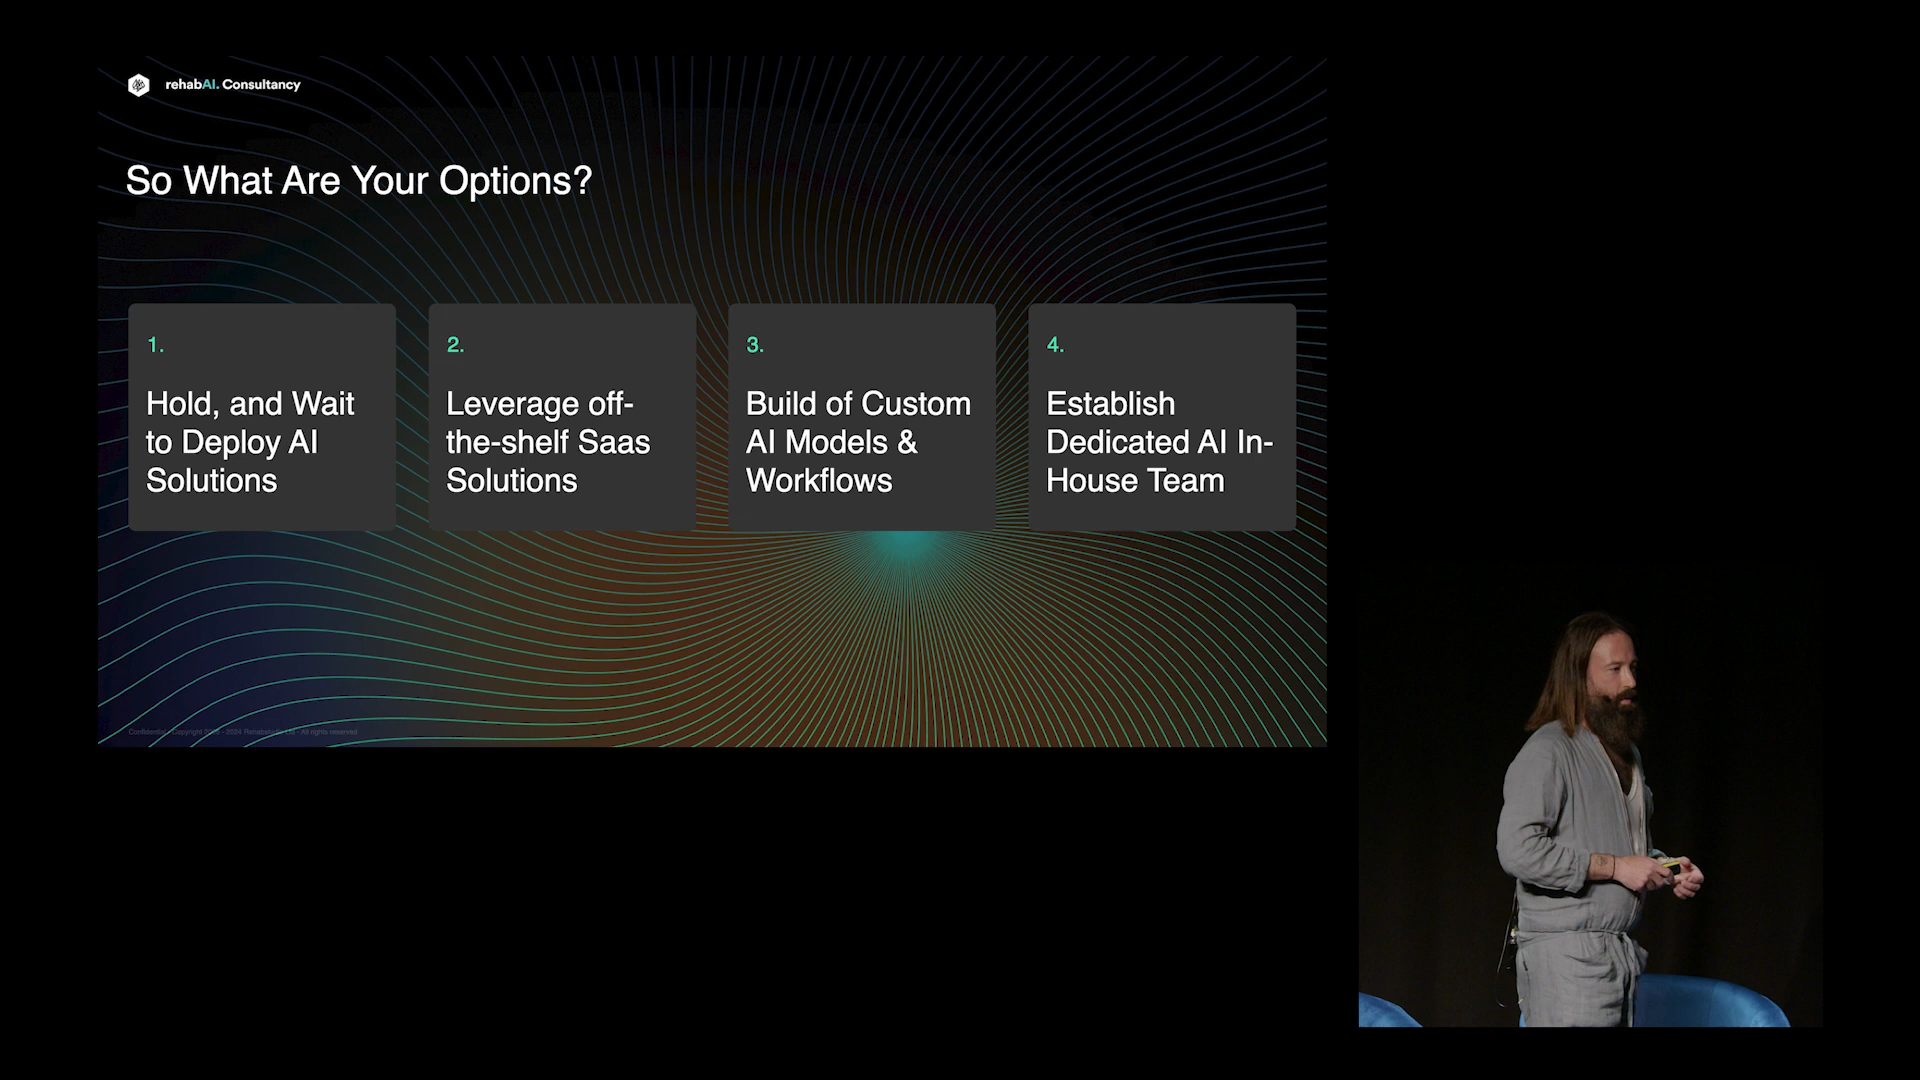 rehabAI. Consultancy
So What Are Your Options?
1.
Hold, and Wait
to Deploy AI
Solutions
2.
Leverage off-
the-shelf Saas
Solutions
3.
Build of Custom
AI Models &
Workflows
4.
Establish
Dedicated AI In-
House Team